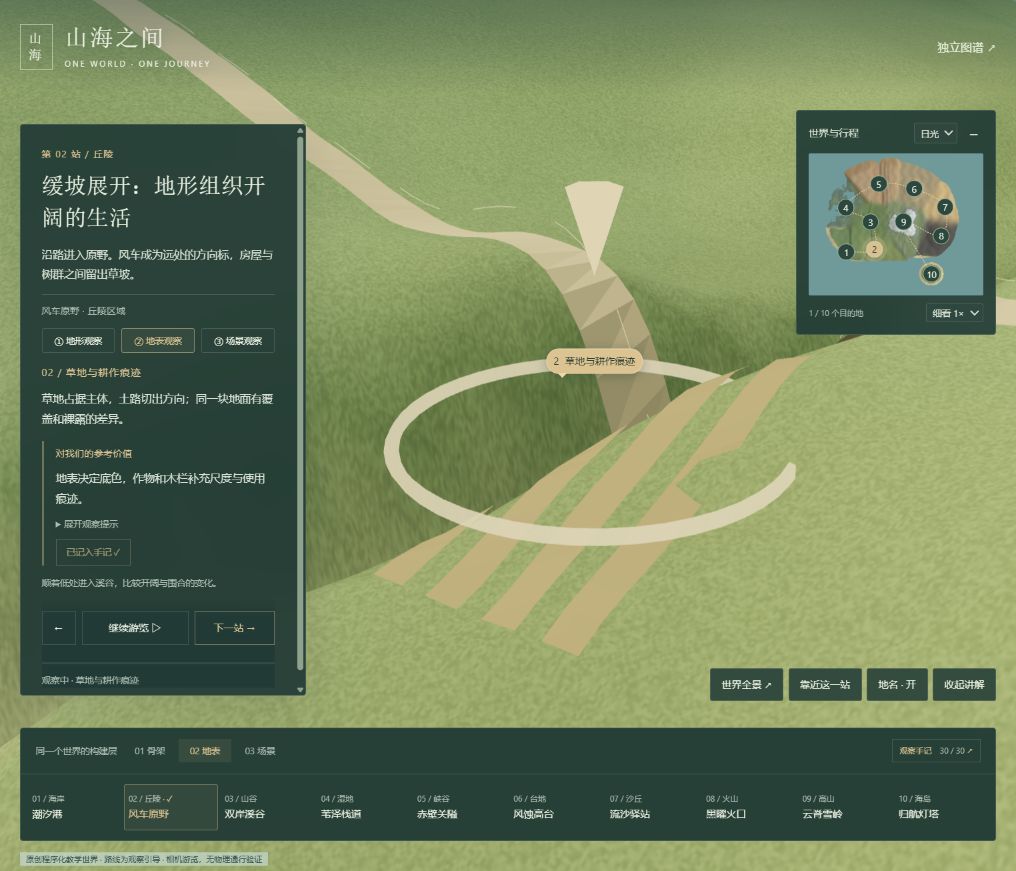 山海
山海之间
ONE WORLD · ONE JOURNEY
独立图谱 ↗
第 02 站 / 丘陵
缓坡展开：地形组织开
阔的生活
沿路进入原野。风车成为远处的方向标，房屋与
树群之间留出草坡。
风车原野 · 丘陵区域
① 地形观察 ② 地表观察 ③ 场景观察
02 / 草地与耕作痕迹
草地占据主体，土路切出方向；同一块地面有覆
盖和裸露的差异。
对我们的参考价值
地表决定底色，作物和木栏补充尺度与使用
痕迹。
▶ 展开观察提示
已记入手记 ✓
顺着低处进入溪谷，比较开阔与围合的变化。
← 继续游览 ▷ 下一站 →
观察中 · 草地与耕作痕迹
2 草地与耕作痕迹
世界与行程 日光 –
5
6
4
7
3
9
8
1
2
10
1 / 10 个目的地 细看 1×
世界全景 ↗ 靠近这一站 地名 · 开 收起讲解
同一个世界的构建层 01 骨架 02 地表 03 场景
观察手记 30 / 30 ↗
01 / 海岸 02 / 丘陵 · ✓ 03 / 山谷 04 / 湿地 05 / 峡谷 06 / 台地 07 / 沙丘 08 / 火山 09 / 高山 10 / 海岛
潮汐港 风车原野 双岸溪谷 苇泽栈道 赤壁关隘 风蚀高台 流沙驿站 黑曜火口 云脊雪岭 归航灯塔
原创程序化教学世界 · 路线为观察引导 · 相机游览，无物理通行验证